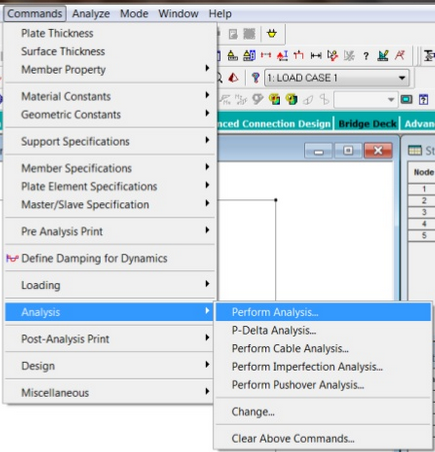 Commands Analyze Mode Window Help
Plate Thickness
Surface Thickness
Member Property
? 1: LOAD CASE 1
Material Constants
Geometric Constants
nced Connection Design Bridge Deck Advan
Support Specifications
St
Node
Member Specifications
1
Plate Element Specifications
2
Master/Slave Specification
3
4
Pre Analysis Print
5
Define Damping for Dynamics
Loading
Analysis
Perform Analysis...
P-Delta Analysis...
Post-Analysis Print
Perform Cable Analysis...
Design
Perform Imperfection Analysis...
Perform Pushover Analysis...
Miscellaneous
Change...
Clear Above Commands...